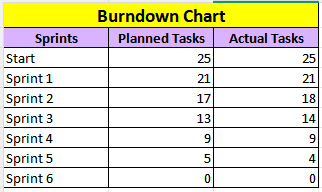 Burndown Chart
Sprints Planned Tasks Actual Tasks
Start 25 25
Sprint 1 21 21
Sprint 2 17 18
Sprint 3 13 14
Sprint 4 9 9
Sprint 5 5 4
Sprint 6 0 0